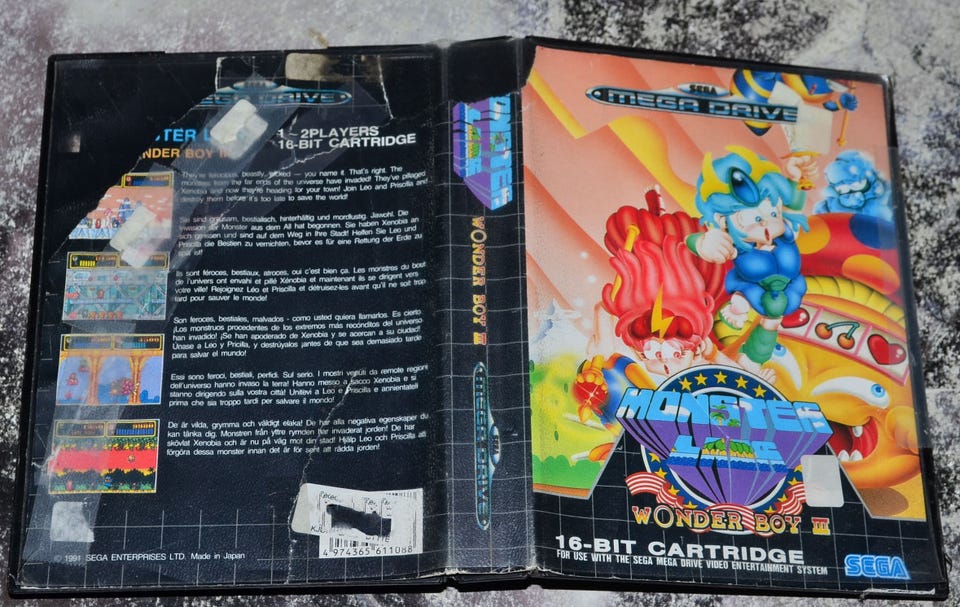 MEGA DRIVE
STER L
NDER BOY III
1~2PLAYERS
16-BIT CARTRIDGE
They're ferocious, beastly, wicked — you name it. That's right. The
monsters from the far ends of the universe have invaded! They've pillaged
Xenobia and now they're heading for your town! Join Leo and Priscilla and
destroy them before it's too late to save the world!
Sie sind grausam, bestialisch, hinterhältig und mordlustig. Jawohl. Die
Invasion der Monster aus dem All hat begonnen. Sie haben Xenobia an
sich gerissen und sind auf dem Weg in Ihre Stadt! Helfen Sie Leo und
Priscilla die Bestien zu vernichten, bevor es für eine Rettung der Erde zu
spät ist!
Ils sont féroces, bestiaux, atroces, oui c'est bien ça. Les monstres du bout
de l'univers ont envahi et pillé Xénobia et maintenant ils se dirigent vers
votre ville! Rejoignez Léo et Priscilla et détruisez-les avant qu'il ne soit trop
tard pour sauver le monde!
Son feroces, bestiales, malvados - como usted quiera llamarlos. Es cierto.
¡Los monstruos procedentes de los extremos más recónditos del universo
han invadido! ¡Se han apoderado de Xenobia y se acercan a su ciudad!
Unase a Leo y Pricilla, y destrúyalos ¡antes de que sea demasiado tarde
para salvar el mundo!
Essi sono feroci, bestiali, perfidi. Sul serio. I mostri venuti da remote regioni
dell'universo hanno invaso la terra! Hanno messo a sacco Xenobia e si
stanno dirigendo sulla vostra città! Unitevi a Leo e Priscilla e annientateli
prima che sia troppo tardi per salvare il mondo!
De är vilda, grymma och väldigt elaka! De har alla negativa egenskaper du
kan tänka dig. Monstren från yttre rymden har invaderat jorden! De har
skövlat Xenobia och är nu på väg mot din stad! Hjälp Leo och Priscilla att
förgöra dessa monster innan det är för sent att rädda jorden!
4 974365 611088
© 1991 SEGA ENTERPRISES LTD. Made in Japan
WONDER BOY III
MEGA DRIVE
SEGA
MEGA DRIVE
MONSTER
LAIR
WONDER BOY III
16-BIT CARTRIDGE
FOR USE WITH THE SEGA MEGA DRIVE VIDEO ENTERTAINMENT SYSTEM
SEGA